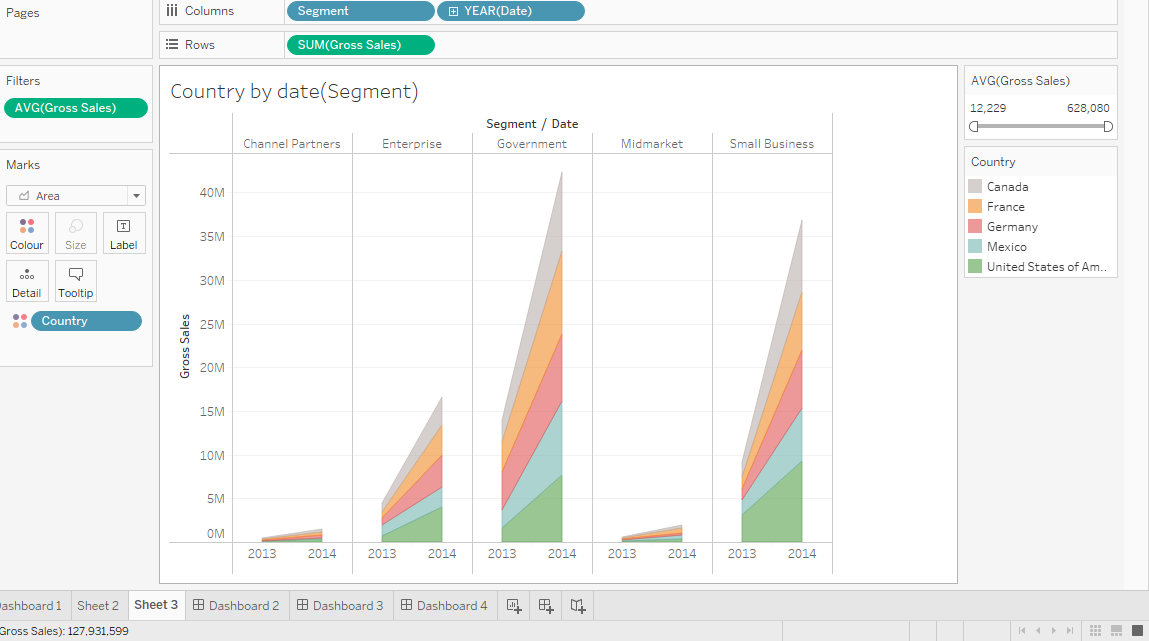 Pages
Columns
Segment
YEAR(Date)
Rows
SUM(Gross Sales)
Filters
AVG(Gross Sales)
Marks
Area
Colour
Size
Label
Detail
Tooltip
Country
Country by date(Segment)
Segment / Date
Channel Partners
Enterprise
Government
Midmarket
Small Business
Gross Sales
40M
35M
30M
25M
20M
15M
10M
5M
0M
2013
2014
2013
2014
2013
2014
2013
2014
2013
2014
AVG(Gross Sales)
12,229
628,080
Country
Canada
France
Germany
Mexico
United States of Am..
ashboard 1
Sheet 2
Sheet 3
Dashboard 2
Dashboard 3
Dashboard 4
Gross Sales): 127,931,599